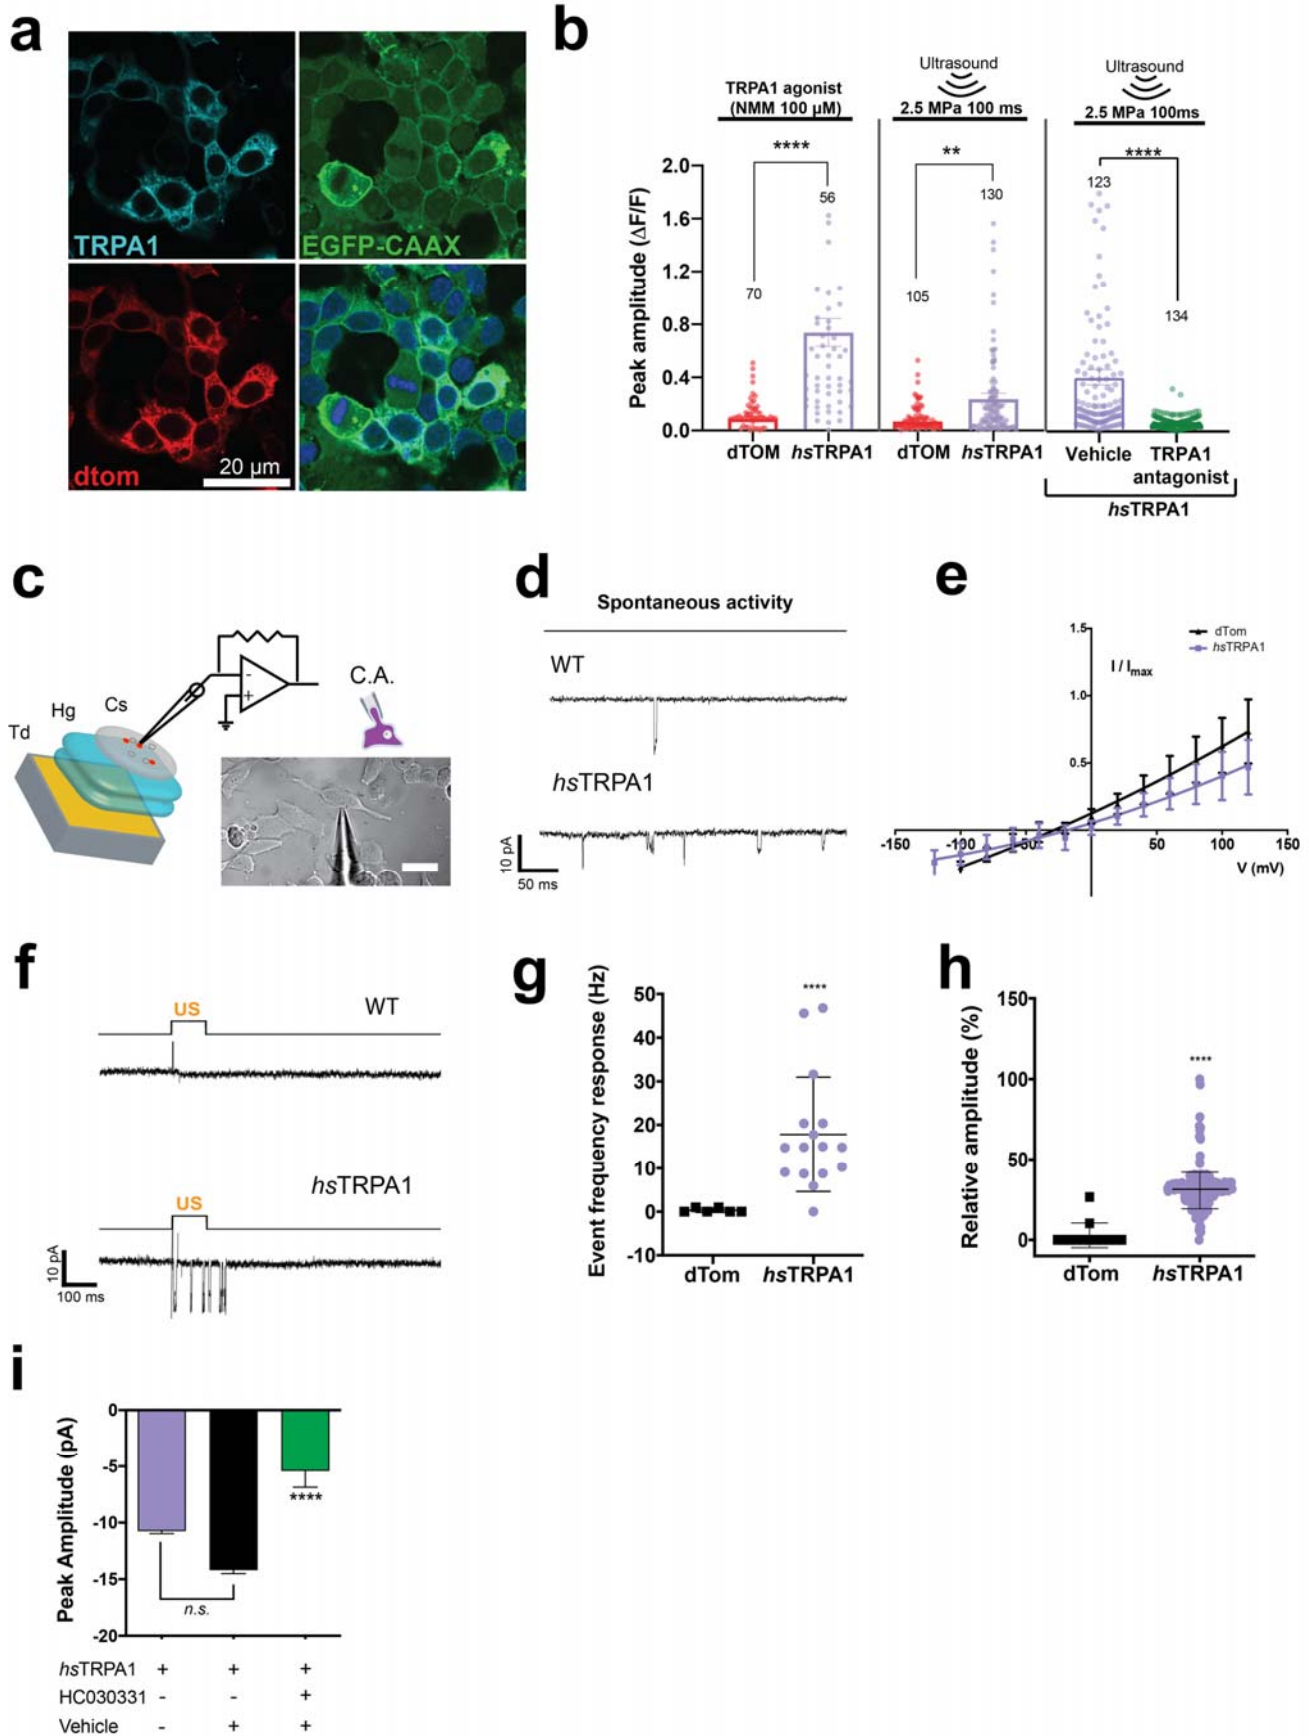 a
TRPA1
EGFP-CAAX
dtom
20 µm
b
TRPA1 agonist
(NMM 100 µM)
Ultrasound
2.5 MPa 100 ms
Ultrasound
2.5 MPa 100ms
****
**
****
Peak amplitude (ΔF/F)
2.0
1.6
1.2
0.8
0.4
0.0
70
56
105
130
123
134
dTOM
hsTRPA1
dTOM
hsTRPA1
Vehicle
TRPA1
antagonist
hsTRPA1
c
Td
Hg
Cs
-
+
C.A.
d
Spontaneous activity
WT
hsTRPA1
10 pA
50 ms
e
I / Imax
dTom
hsTRPA1
1.5
1.0
0.5
-150
-100
-50
50
100
150
V (mV)
f
US
WT
US
hsTRPA1
10 pA
100 ms
g
Event frequency response (Hz)
50
40
30
20
10
0
-10
****
dTom
hsTRPA1
h
Relative amplitude (%)
150
100
50
0
****
dTom
hsTRPA1
i
Peak Amplitude (pA)
0
-5
-10
-15
-20
n.s.
****
hsTRPA1 + + +
HC030331 - - +
Vehicle - + +